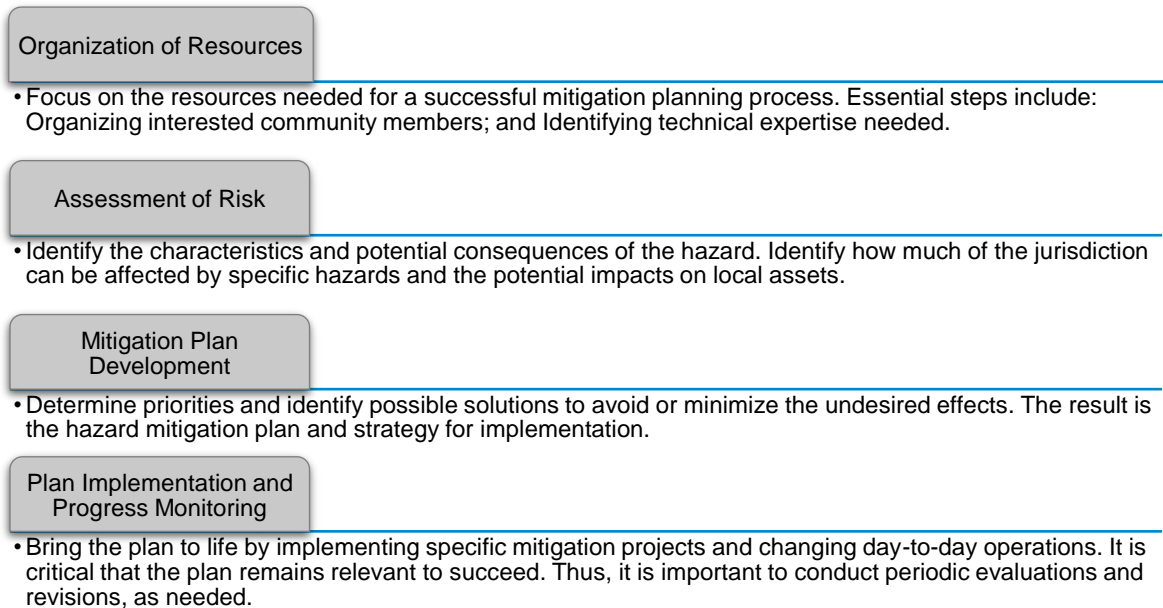 Organization of Resources
•Focus on the resources needed for a successful mitigation planning process. Essential steps include:
Organizing interested community members; and Identifying technical expertise needed.
Assessment of Risk
•Identify the characteristics and potential consequences of the hazard. Identify how much of the jurisdiction
can be affected by specific hazards and the potential impacts on local assets.
Mitigation Plan
Development
•Determine priorities and identify possible solutions to avoid or minimize the undesired effects. The result is
the hazard mitigation plan and strategy for implementation.
Plan Implementation and
Progress Monitoring
•Bring the plan to life by implementing specific mitigation projects and changing day-to-day operations. It is
critical that the plan remains relevant to succeed. Thus, it is important to conduct periodic evaluations and
revisions, as needed.